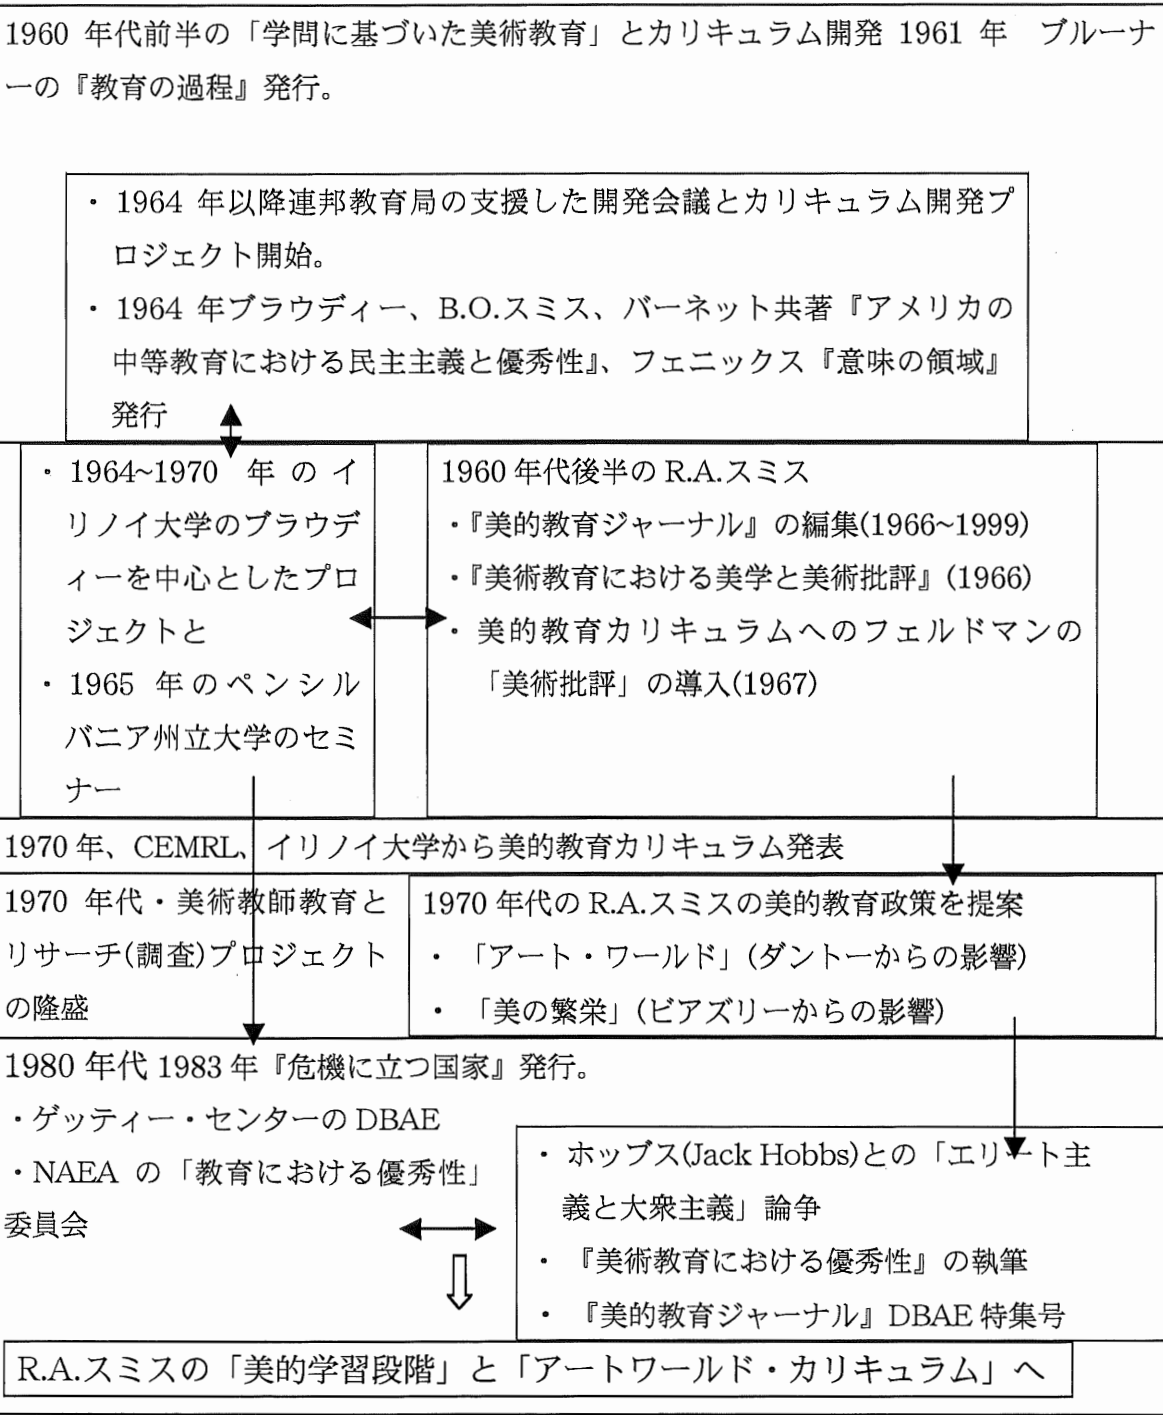 1960 年代前半の「学問に基づいた美術教育」とカリキュラム開発 1961 年　ブルーナ
ーの『教育の過程』発行。
・ 1964 年以降連邦教育局の支援した開発会議とカリキュラム開発プ
ロジェクト開始。
・ 1964 年ブラウディー、B.O.スミス、バーネット共著『アメリカの
中等教育における民主主義と優秀性』、フェニックス『意味の領域』
発行
・ 1964~1970 年のイ
リノイ大学のブラウデ
ィーを中心としたプロ
ジェクトと
・ 1965 年のペンシル
バニア州立大学のセミ
ナー
1960 年代後半の R.A.スミス
・『美的教育ジャーナル』の編集(1966~1999)
・『美術教育における美学と美術批評』(1966)
・ 美的教育カリキュラムへのフェルドマンの
「美術批評」の導入(1967)
1970 年、CEMRL、イリノイ大学から美的教育カリキュラム発表
1970 年代・美術教師教育と
リサーチ(調査)プロジェクト
の隆盛
1970 年代の R.A.スミスの美的教育政策を提案
・ 「アート・ワールド」(ダントーからの影響)
・ 「美の繁栄」(ビアズリーからの影響)
1980 年代 1983 年『危機に立つ国家』発行。
・ゲッティー・センターの DBAE
・NAEA の「教育における優秀性」
委員会
・ ホッブス(Jack Hobbs)との「エリート主
義と大衆主義」論争
・ 『美術教育における優秀性』の執筆
・ 『美的教育ジャーナル』DBAE 特集号
R.A.スミスの「美的学習段階」と「アートワールド・カリキュラム」へ